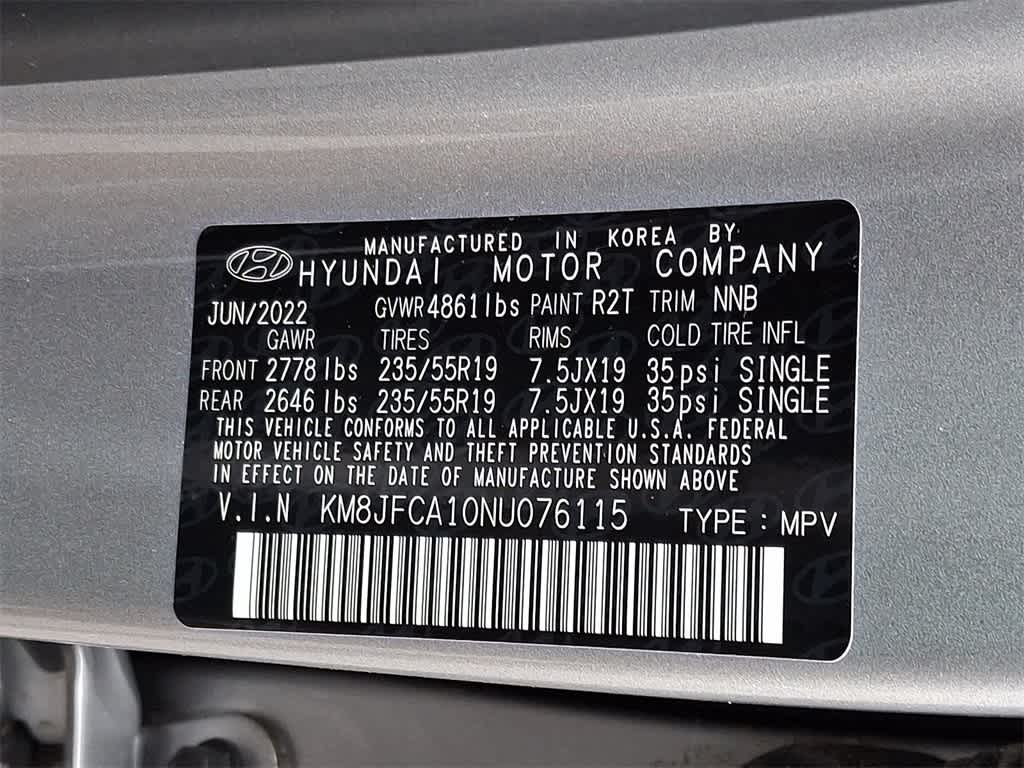 MANUFACTURED IN KOREA BY
HYUNDAI MOTOR COMPANY
JUN/2022 GVWR 4861lbs PAINT R2T TRIM NNB
GAWR TIRES RIMS COLD TIRE INFL
FRONT 2778 lbs 235/55R19 7.5JX19 35psi SINGLE
REAR 2646 lbs 235/55R19 7.5JX19 35psi SINGLE
THIS VEHICLE CONFORMS TO ALL APPLICABLE U.S.A. FEDERAL
MOTOR VEHICLE SAFETY AND THEFT PREVENTION STANDARDS
IN EFFECT ON THE DATE OF MANUFACTURE SHOWN ABOVE
V.I.N KM8JFCA10NU076115 TYPE : MPV